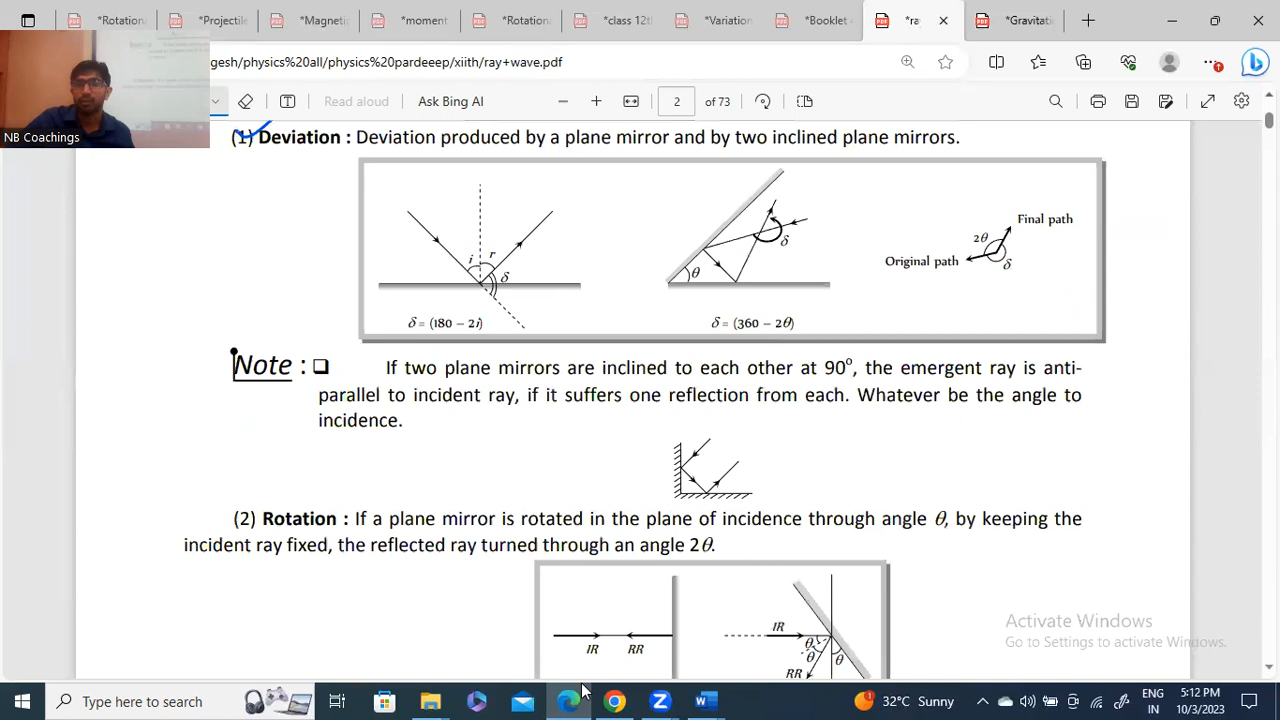 *Rotation
*Projectile
*Magneti
*moment
*Rotationa
*class 12th
*Variation
*Booklet
*ray
*Gravitati
gesh/physics%20all/physics%20pardeeep/xiith/ray+wave.pdf
Read aloud
Ask Bing AI
2 of 73
NB Coachings
(1) Deviation : Deviation produced by a plane mirror and by two inclined plane mirrors.
i r δ
θ δ
2θ Final path
Original path δ
δ = (180 – 2i)
δ = (360 – 2θ)
Note : ❑ If two plane mirrors are inclined to each other at 90°, the emergent ray is anti-
parallel to incident ray, if it suffers one reflection from each. Whatever be the angle to
incidence.
(2) Rotation : If a plane mirror is rotated in the plane of incidence through angle θ, by keeping the
incident ray fixed, the reflected ray turned through an angle 2θ.
IR RR
IR θ θ θ
RR
Activate Windows
Go to Settings to activate Windows.
Type here to search
1
32°C Sunny
ENG
IN
5:12 PM
10/3/2023